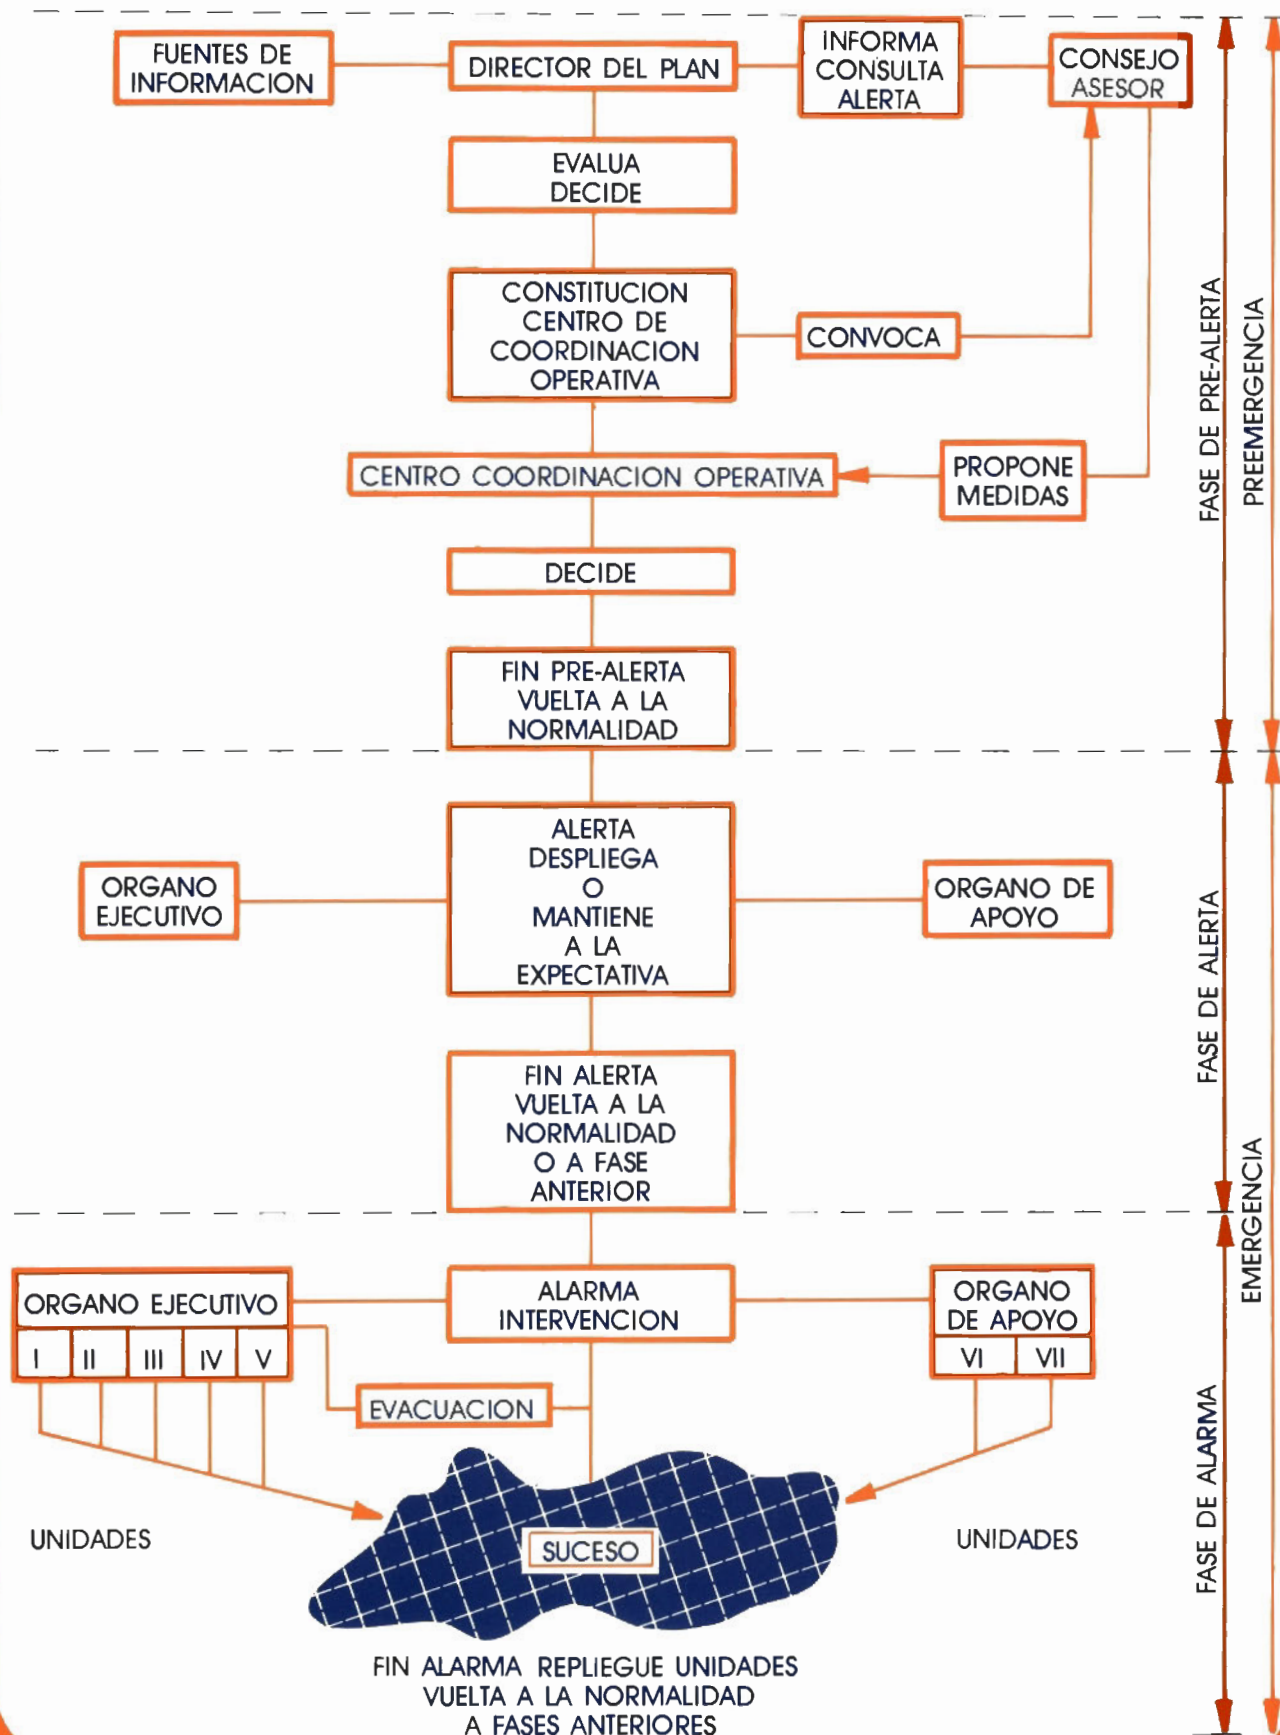 FUENTES DE
INFORMACION
DIRECTOR DEL PLAN
INFORMA
CONSULTA
ALERTA
CONSEJO
ASESOR
EVALUA
DECIDE
CONSTITUCION
CENTRO DE
COORDINACION
OPERATIVA
CONVOCA
CENTRO COORDINACION OPERATIVA
PROPONE
MEDIDAS
DECIDE
FIN PRE-ALERTA
VUELTA A LA
NORMALIDAD
FASE DE PRE-ALERTA
PREEMERGENCIA
ORGANO
EJECUTIVO
ALERTA
DESPLIEGA
O
MANTIENE
A LA
EXPECTATIVA
ORGANO DE
APOYO
FIN ALERTA
VUELTA A LA
NORMALIDAD
O A FASE
ANTERIOR
FASE DE ALERTA
EMERGENCIA
ORGANO EJECUTIVO
I II III IV V
ALARMA
INTERVENCION
ORGANO
DE APOYO
VI VII
EVACUACION
UNIDADES
SUCESO
UNIDADES
FASE DE ALARMA
FIN ALARMA REPLIEGUE UNIDADES
VUELTA A LA NORMALIDAD
A FASES ANTERIORES